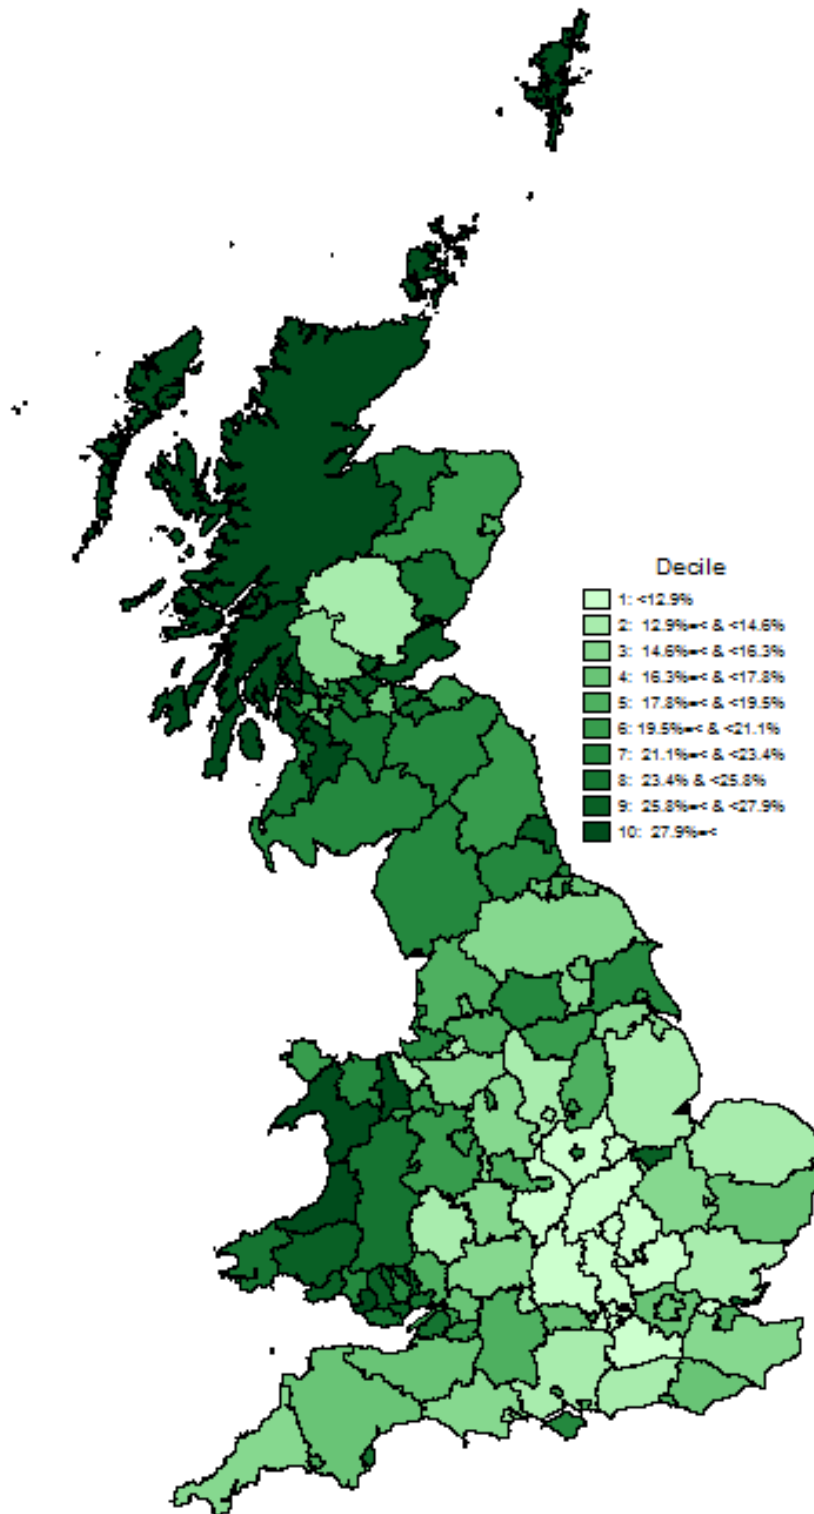 Decile
1: <12.9%
2: 12.9%=< & <14.6%
3: 14.6%=< & <16.3%
4: 16.3%=< & <17.8%
5: 17.8%=< & <19.5%
6: 19.5%=< & <21.1%
7: 21.1%=< & <23.4%
8: 23.4% & <25.8%
9: 25.8%=< & <27.9%
10: 27.9%=<